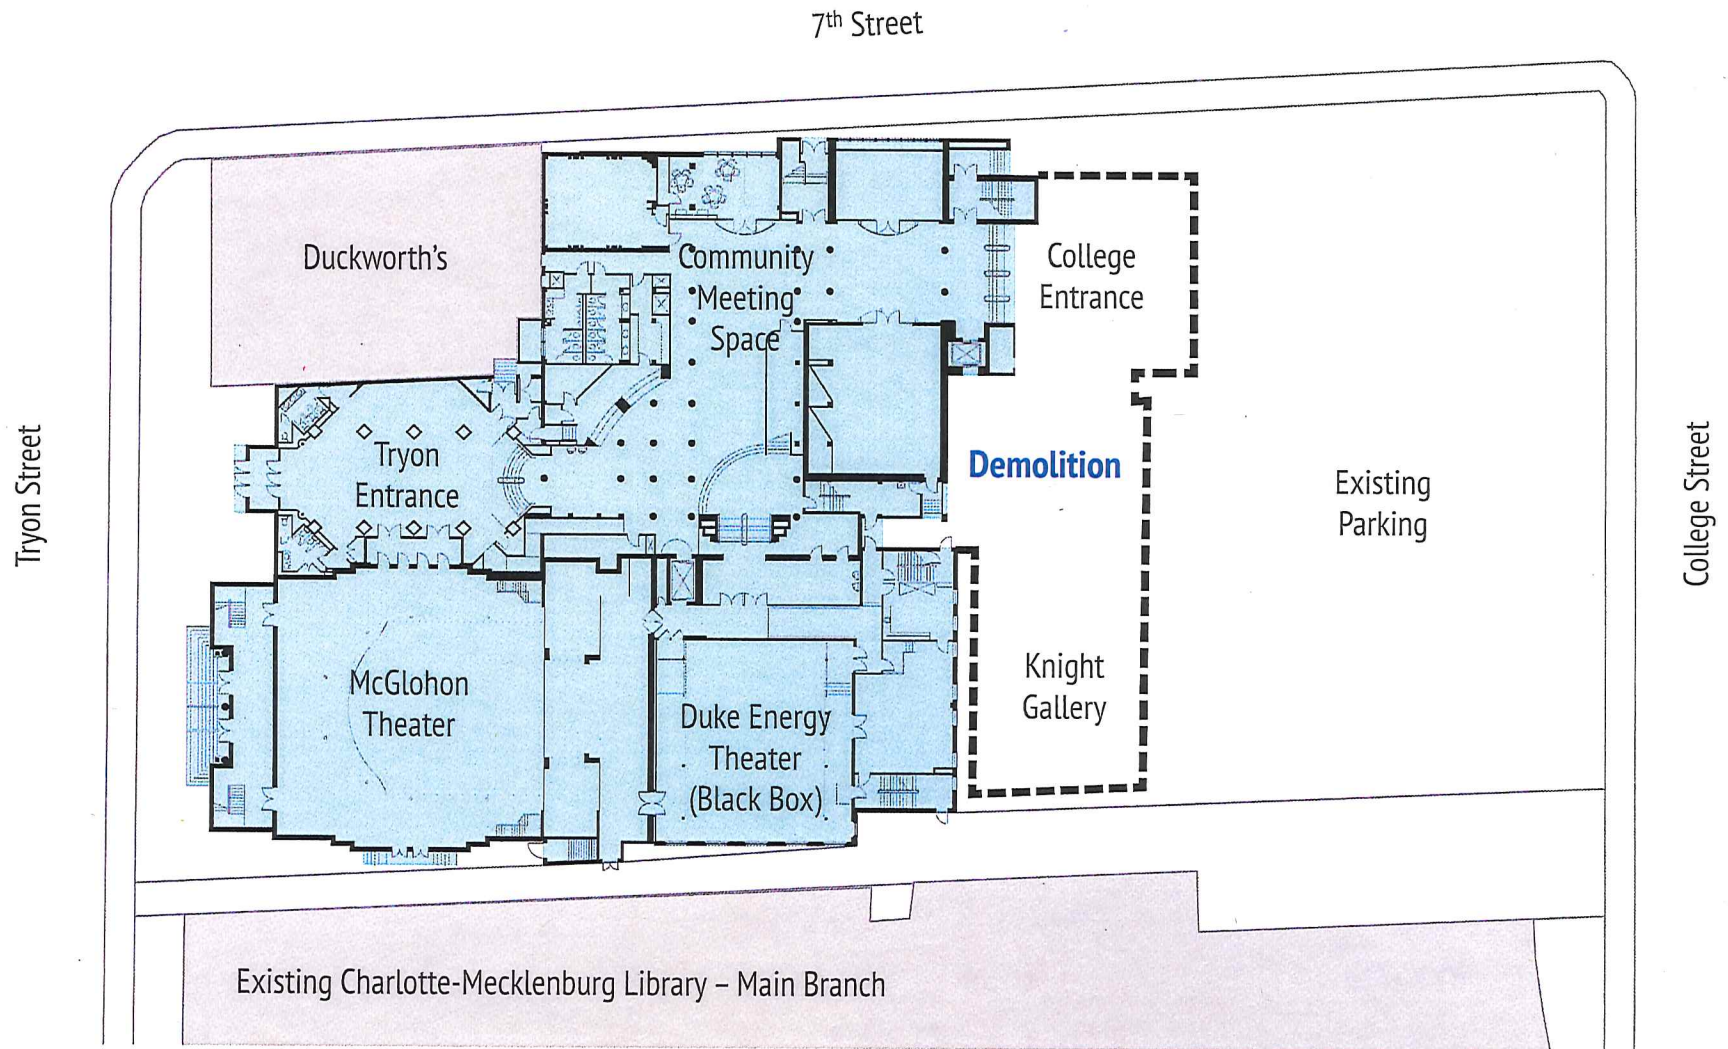 7th Street
Duckworth's
Community
Meeting
Space
College
Entrance
Tryon
Entrance
Demolition
Existing
Parking
Tryon Street
College Street
McGlohon
Theater
Duke Energy
Theater
(Black Box)
Knight
Gallery
Existing Charlotte-Mecklenburg Library – Main Branch